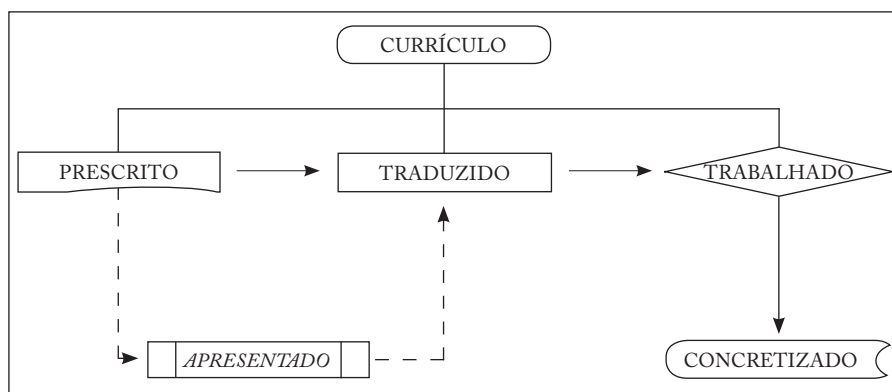 CURRÍCULO
PRESCRITO
TRADUZIDO
TRABALHADO
APRESENTADO
CONCRETIZADO